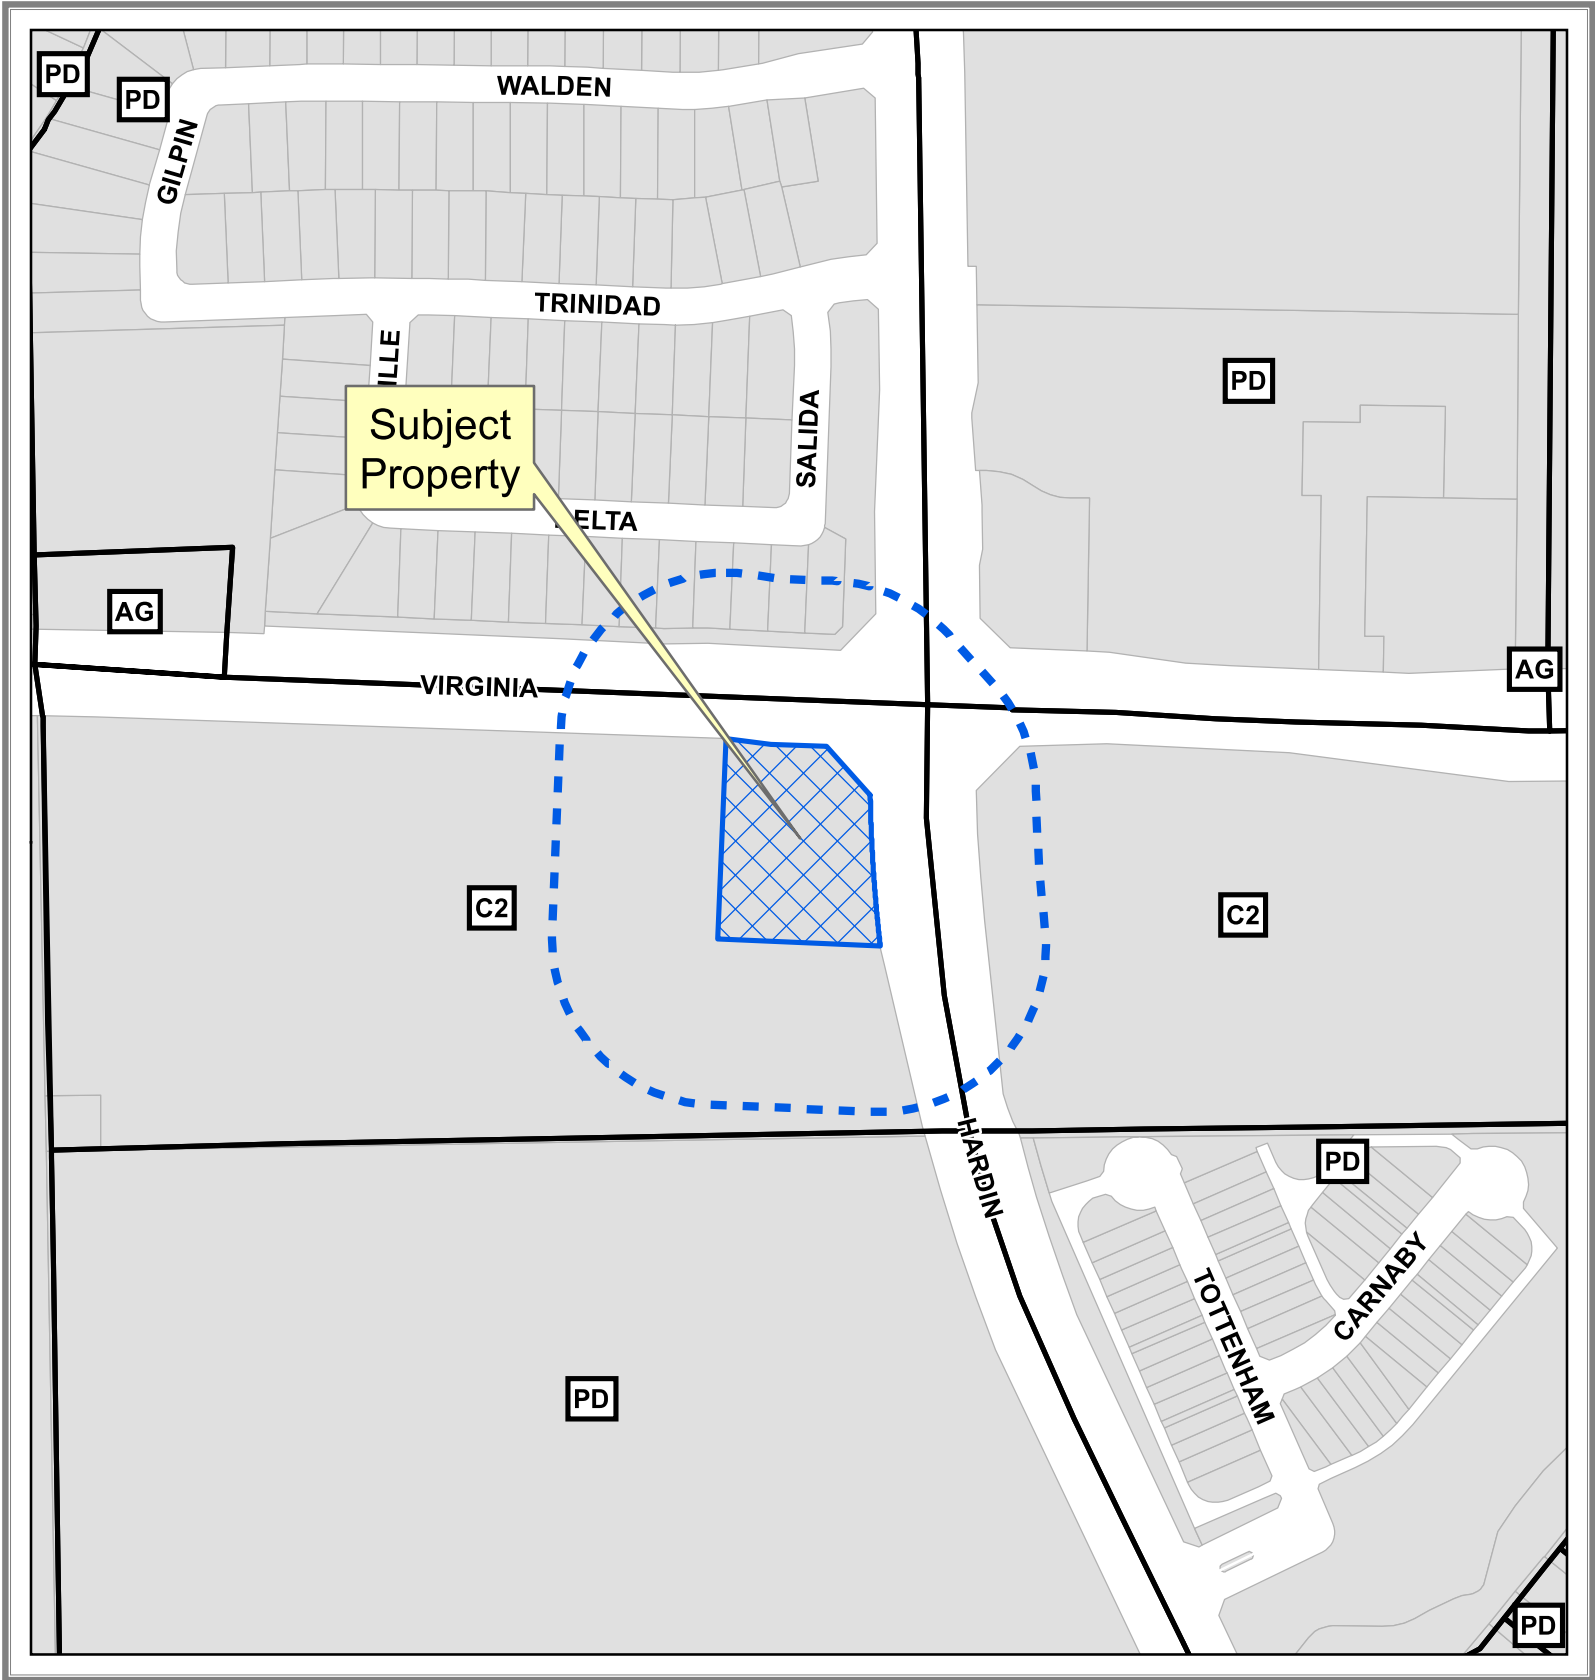 PD
PD
WALDEN
GILPIN
TRINIDAD
ILLE
PD
SALIDA
Subject
Property
ELTA
AG
AG
VIRGINIA
C2
C2
HARDIN
PD
CARNABY
TOTTENHAM
PD
PD